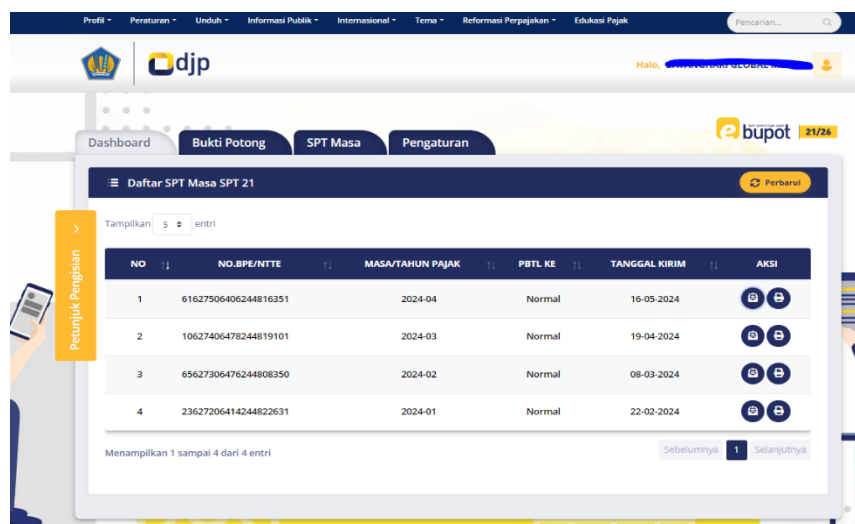 Profil Peraturan Unduh Informasi Publik Internasional Tema Reformasi Perpajakan Edukasi Pajak Pencarian...
djp
Halo,
e bupot 21/26
Dashboard Bukti Potong SPT Masa Pengaturan
Daftar SPT Masa SPT 21 Perbarui
Tampilkan 5 entri
Petunjuk Pengisian
NO NO.BPE/NTTE MASA/TAHUN PAJAK PBTL KE TANGGAL KIRIM AKSI
1 61627506406244816351 2024-04 Normal 16-05-2024
2 10627406478244819101 2024-03 Normal 19-04-2024
3 65627306476244808350 2024-02 Normal 08-03-2024
4 23627206414244822631 2024-01 Normal 22-02-2024
Menampilkan 1 sampai 4 dari 4 entri
Sebelumnya 1 Selanjutnya